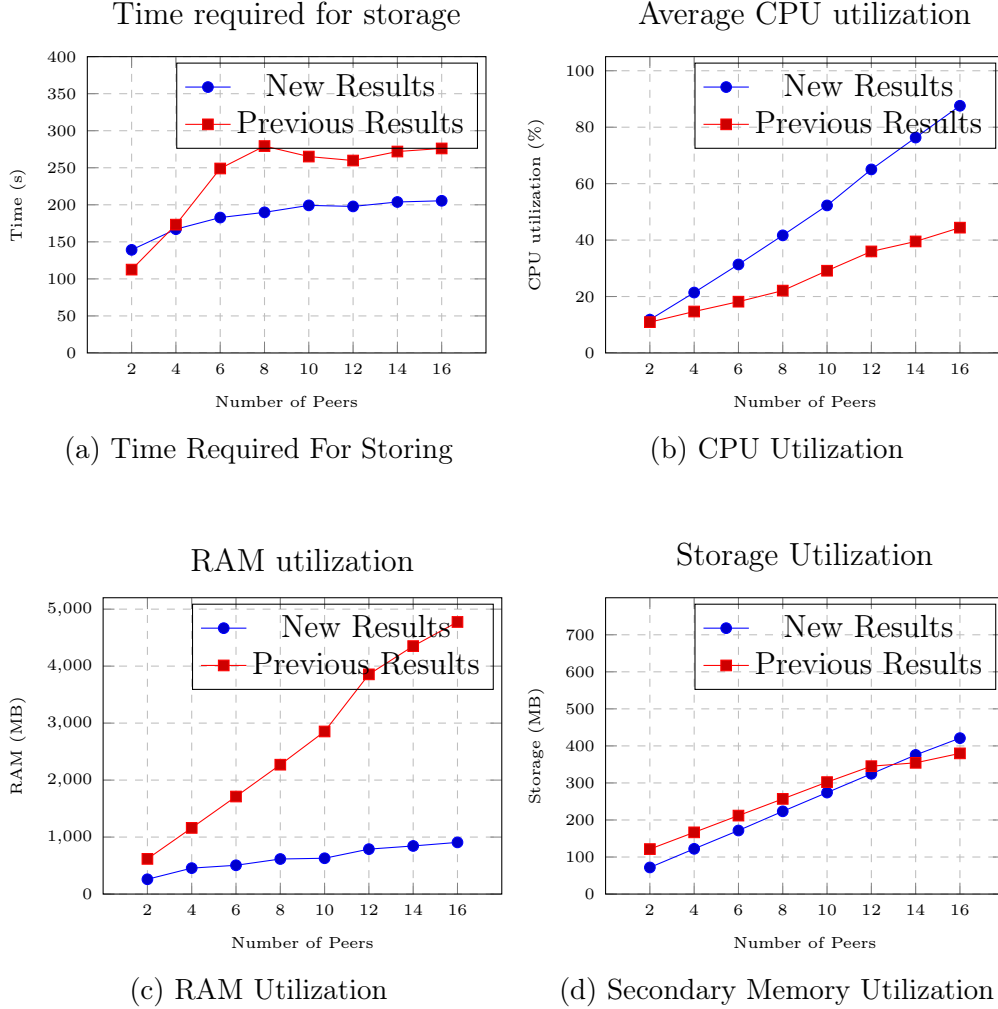 Time required for storage
400
350
300
250
200
150
100
50
0
Time (s)
New Results
Previous Results
2 4 6 8 10 12 14 16
Number of Peers
(a) Time Required For Storing
Average CPU utilization
100
80
60
40
20
0
CPU utilization (%)
New Results
Previous Results
2 4 6 8 10 12 14 16
Number of Peers
(b) CPU Utilization
RAM utilization
5,000
4,000
3,000
2,000
1,000
0
RAM (MB)
New Results
Previous Results
2 4 6 8 10 12 14 16
Number of Peers
(c) RAM Utilization
Storage Utilization
700
600
500
400
300
200
100
0
Storage (MB)
New Results
Previous Results
2 4 6 8 10 12 14 16
Number of Peers
(d) Secondary Memory Utilization